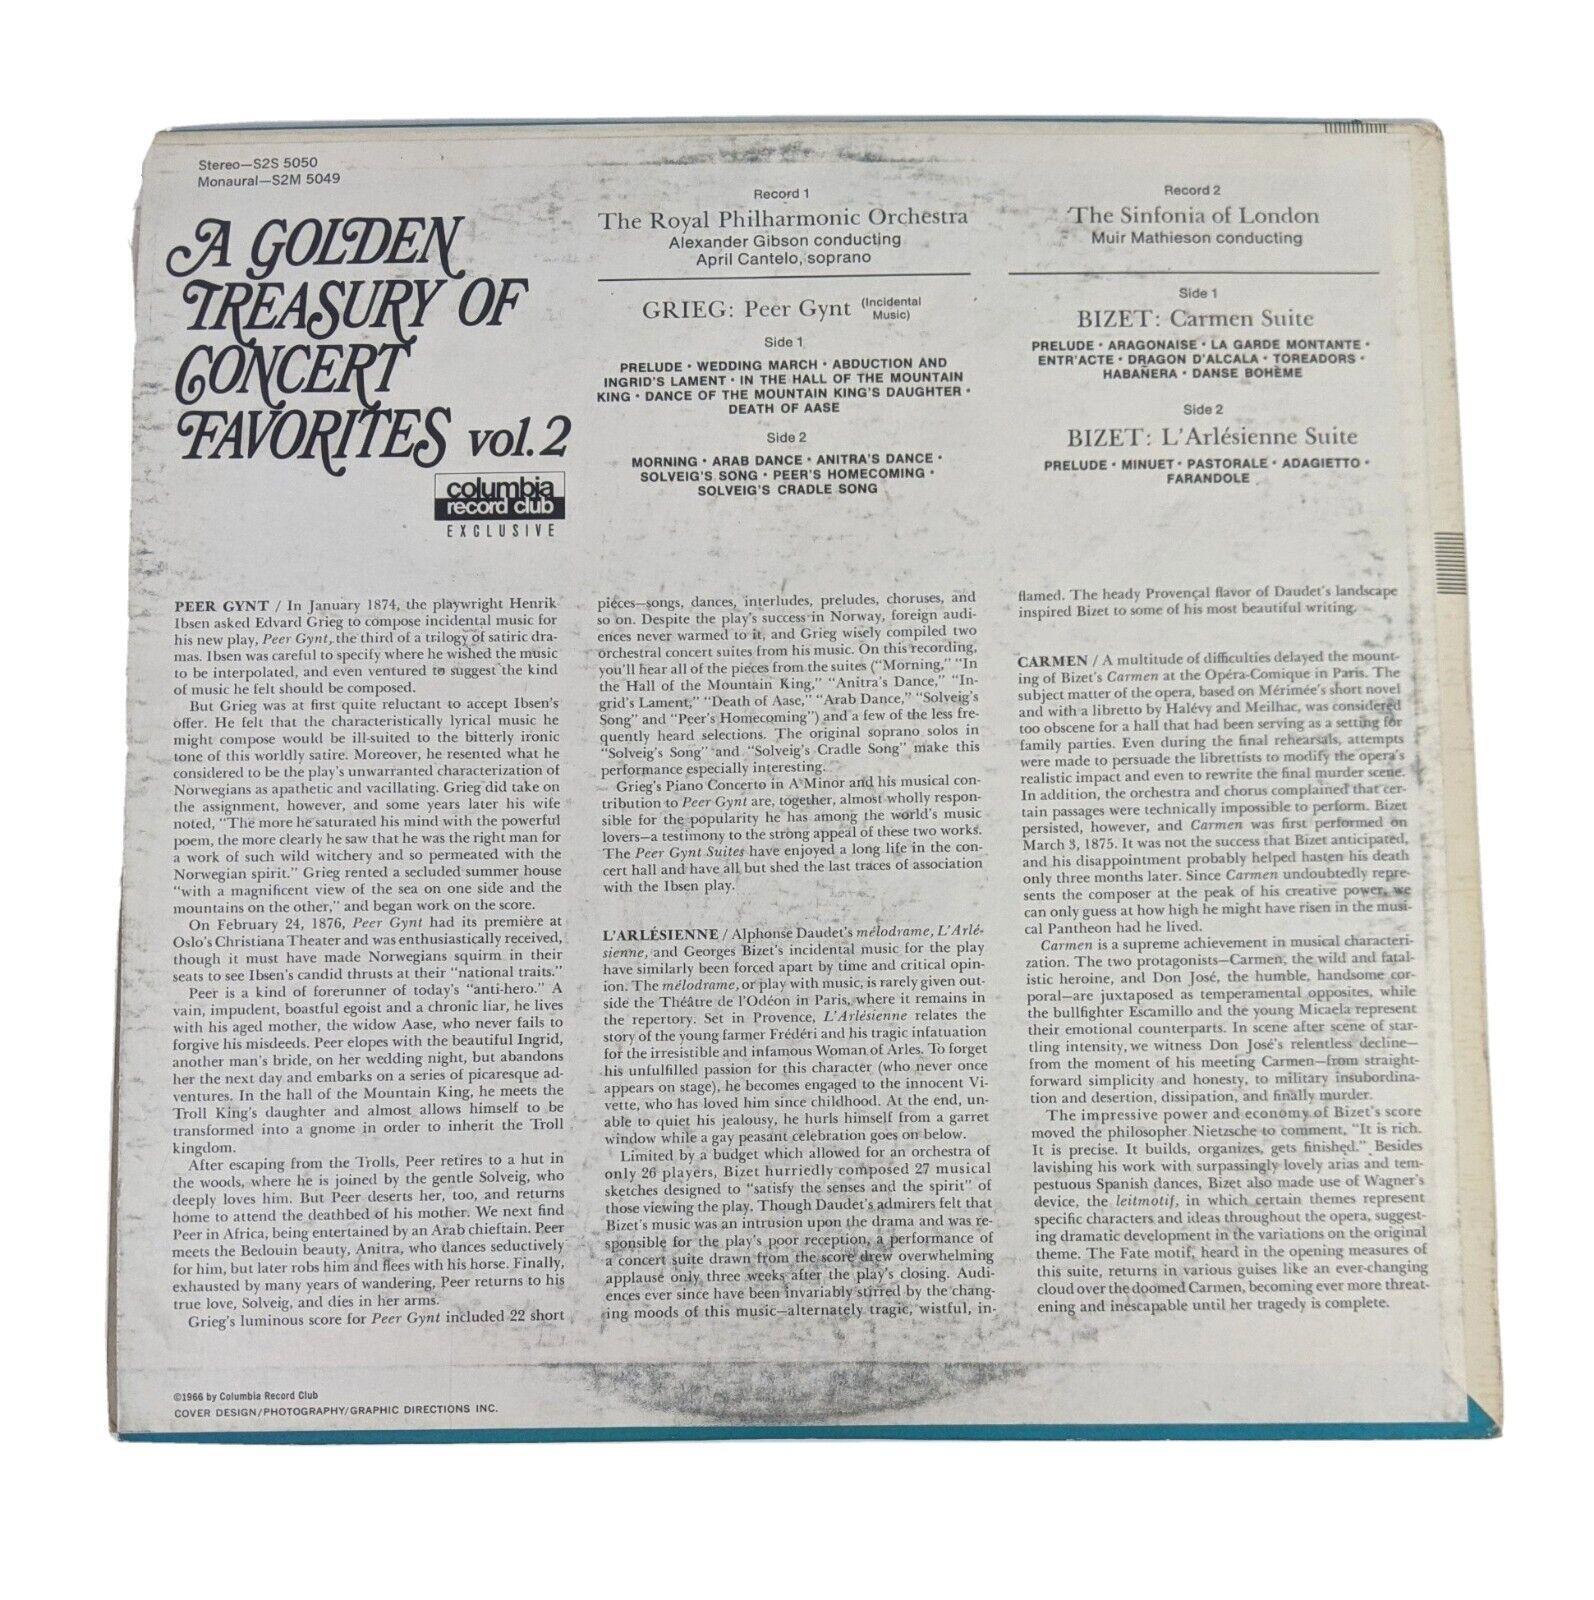 Stereo—S2S 5050
Monaural—S2M 5049
A GOLDEN
TREASURY OF
CONCERT
FAVORITES vol.2
columbia
record club
EXCLUSIVE
Record 1
The Royal Philharmonic Orchestra
Alexander Gibson conducting
April Cantelo, soprano
GRIEG: Peer Gynt (Incidental
Music)
Side 1
PRELUDE • WEDDING MARCH • ABDUCTION AND
INGRID'S LAMENT • IN THE HALL OF THE MOUNTAIN
KING • DANCE OF THE MOUNTAIN KING'S DAUGHTER •
DEATH OF AASE
Side 2
MORNING • ARAB DANCE • ANITRA'S DANCE •
SOLVEIG'S SONG • PEER'S HOMECOMING •
SOLVEIG'S CRADLE SONG
Record 2
The Sinfonia of London
Muir Mathieson conducting
Side 1
BIZET: Carmen Suite
PRELUDE • ARAGONAISE • LA GARDE MONTANTE •
ENTR'ACTE • DRAGON D'ALCALA • TOREADORS •
HABAÑERA • DANSE BOHÈME
Side 2
BIZET: L'Arlésienne Suite
PRELUDE • MINUET • PASTORALE • ADAGIETTO •
FARANDOLE
PEER GYNT / In January 1874, the playwright Henrik
Ibsen asked Edvard Grieg to compose incidental music for
his new play, Peer Gynt, the third of a trilogy of satiric dra-
mas. Ibsen was careful to specify where he wished the music
to be interpolated, and even ventured to suggest the kind
of music he felt should be composed.
But Grieg was at first quite reluctant to accept Ibsen's
offer. He felt that the characteristically lyrical music he
might compose would be ill-suited to the bitterly ironic
tone of this worldly satire. Moreover, he resented what he
considered to be the play's unwarranted characterization of
Norwegians as apathetic and vacillating. Grieg did take on
the assignment, however, and some years later his wife
noted, "The more he saturated his mind with the powerful
poem, the more clearly he saw that he was the right man for
a work of such wild witchery and so permeated with the
Norwegian spirit." Grieg rented a secluded summer house
"with a magnificent view of the sea on one side and the
mountains on the other," and began work on the score.
On February 24, 1876, Peer Gynt had its première at
Oslo's Christiana Theater and was enthusiastically received,
though it must have made Norwegians squirm in their
seats to see Ibsen's candid thrusts at their "national traits."
Peer is a kind of forerunner of today's "anti-hero." A
vain, impudent, boastful egoist and a chronic liar, he lives
with his aged mother, the widow Aase, who never fails to
forgive his misdeeds. Peer elopes with the beautiful Ingrid,
another man's bride, on her wedding night, but abandons
her the next day and embarks on a series of picaresque ad-
ventures. In the hall of the Mountain King, he meets the
Troll King's daughter and almost allows himself to be
transformed into a gnome in order to inherit the Troll
kingdom.
After escaping from the Trolls, Peer retires to a hut in
the woods, where he is joined by the gentle Solveig, who
deeply loves him. But Peer deserts her, too, and returns
home to attend the deathbed of his mother. We next find
Peer in Africa, being entertained by an Arab chieftain. Peer
meets the Bedouin beauty, Anitra, who dances seductively
for him, but later robs him and flees with his horse. Finally,
exhausted by many years of wandering, Peer returns to his
true love, Solveig, and dies in her arms.
Grieg's luminous score for Peer Gynt included 22 short
pieces—songs, dances, interludes, preludes, choruses, and
so on. Despite the play's success in Norway, foreign audi-
ences never warmed to it, and Grieg wisely compiled two
orchestral concert suites from his music. On this recording,
you'll hear all of the pieces from the suites ("Morning," "In
the Hall of the Mountain King," "Anitra's Dance," "In-
grid's Lament," "Death of Aase," "Arab Dance," "Solveig's
Song" and "Peer's Homecoming") and a few of the less fre-
quently heard selections. The original soprano solos in
"Solveig's Song" and "Solveig's Cradle Song" make this
performance especially interesting.
Grieg's Piano Concerto in A Minor and his musical con-
tribution to Peer Gynt are, together, almost wholly respon-
sible for the popularity he has among the world's music
lovers—a testimony to the strong appeal of these two works.
The Peer Gynt Suites have enjoyed a long life in the con-
cert hall and have all but shed the last traces of association
with the Ibsen play.
L'ARLÉSIENNE / Alphonse Daudet's mélodrame, L'Arlé-
sienne, and Georges Bizet's incidental music for the play
have similarly been forced apart by time and critical opin-
ion. The mélodrame, or play with music, is rarely given out-
side the Théâtre de l'Odéon in Paris, where it remains in
the repertory. Set in Provence, L'Arlésienne relates the
story of the young farmer Frédéri and his tragic infatuation
for the irresistible and infamous Woman of Arles. To forget
his unfulfilled passion for this character (who never once
appears on stage), he becomes engaged to the innocent Vi-
vette, who has loved him since childhood. At the end, un-
able to quiet his jealousy, he hurls himself from a garret
window while a gay peasant celebration goes on below.
Limited by a budget which allowed for an orchestra of
only 26 players, Bizet hurriedly composed 27 musical
sketches designed to "satisfy the senses and the spirit" of
those viewing the play. Though Daudet's admirers felt that
Bizet's music was an intrusion upon the drama and was re-
sponsible for the play's poor reception, a performance of
a concert suite drawn from the score drew overwhelming
applause only three weeks after the play's closing. Audi-
ences ever since have been invariably stirred by the chang-
ing moods of this music—alternately tragic, wistful, in-
flamed. The heady Provençal flavor of Daudet's landscape
inspired Bizet to some of his most beautiful writing.
CARMEN / A multitude of difficulties delayed the mount-
ing of Bizet's Carmen at the Opéra-Comique in Paris. The
subject matter of the opera, based on Mérimée's short novel
and with a libretto by Halévy and Meilhac, was considered
too obscene for a hall that had been serving as a setting for
family parties. Even during the final rehearsals, attempts
were made to persuade the librettists to modify the opera's
realistic impact and even to rewrite the final murder scene.
In addition, the orchestra and chorus complained that cer-
tain passages were technically impossible to perform. Bizet
persisted, however, and Carmen was first performed on
March 3, 1875. It was not the success that Bizet anticipated,
and his disappointment probably helped hasten his death
only three months later. Since Carmen undoubtedly repre-
sents the composer at the peak of his creative power, we
can only guess at how high he might have risen in the musi-
cal Pantheon had he lived.
Carmen is a supreme achievement in musical characteri-
zation. The two protagonists—Carmen, the wild and fatal-
istic heroine, and Don José, the humble, handsome cor-
poral—are juxtaposed as temperamental opposites, while
the bullfighter Escamillo and the young Micaela represent
their emotional counterparts. In scene after scene of star-
tling intensity, we witness Don José's relentless decline—
from the moment of his meeting Carmen—from straight-
forward simplicity and honesty, to military insubordina-
tion and desertion, dissipation, and finally murder.
The impressive power and economy of Bizet's score
moved the philosopher Nietzsche to comment, "It is rich.
It is precise. It builds, organizes, gets finished." Besides
lavishing his work with surpassingly lovely arias and tem-
pestuous Spanish dances, Bizet also made use of Wagner's
device, the leitmotif, in which certain themes represent
specific characters and ideas throughout the opera, suggest-
ing dramatic development in the variations on the original
theme. The Fate motif, heard in the opening measures of
this suite, returns in various guises like an ever-changing
cloud over the doomed Carmen, becoming ever more threat-
ening and inescapable until her tragedy is complete.
©1966 by Columbia Record Club
COVER DESIGN/PHOTOGRAPHY/GRAPHIC DIRECTIONS INC.